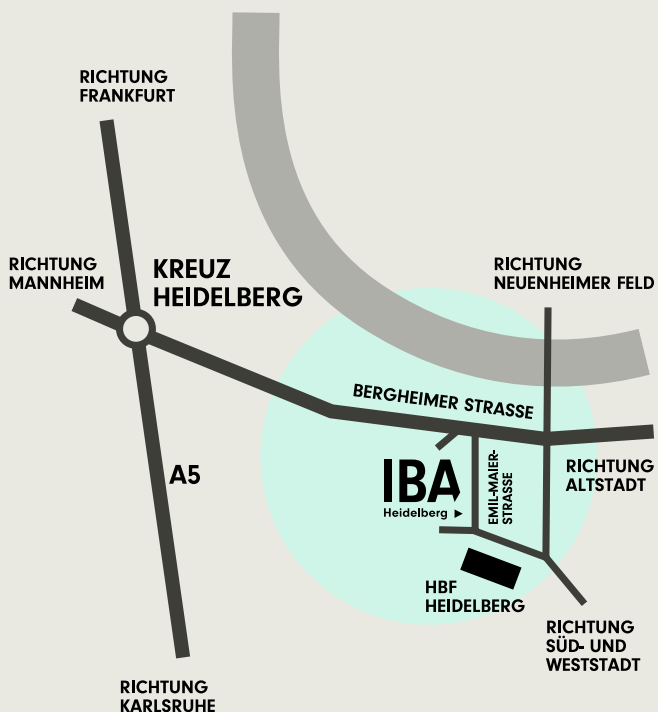 RICHTUNG
FRANKFURT
RICHTUNG
MANNHEIM
KREUZ
HEIDELBERG
RICHTUNG
NEUENHEIMER FELD
BERGHEIMER STRASSE
A5
IBA
Heidelberg ►
EMIL-MAIER-
STRASSE
RICHTUNG
ALTSTADT
HBF
HEIDELBERG
RICHTUNG
SÜD- UND
WESTSTADT
RICHTUNG
KARLSRUHE